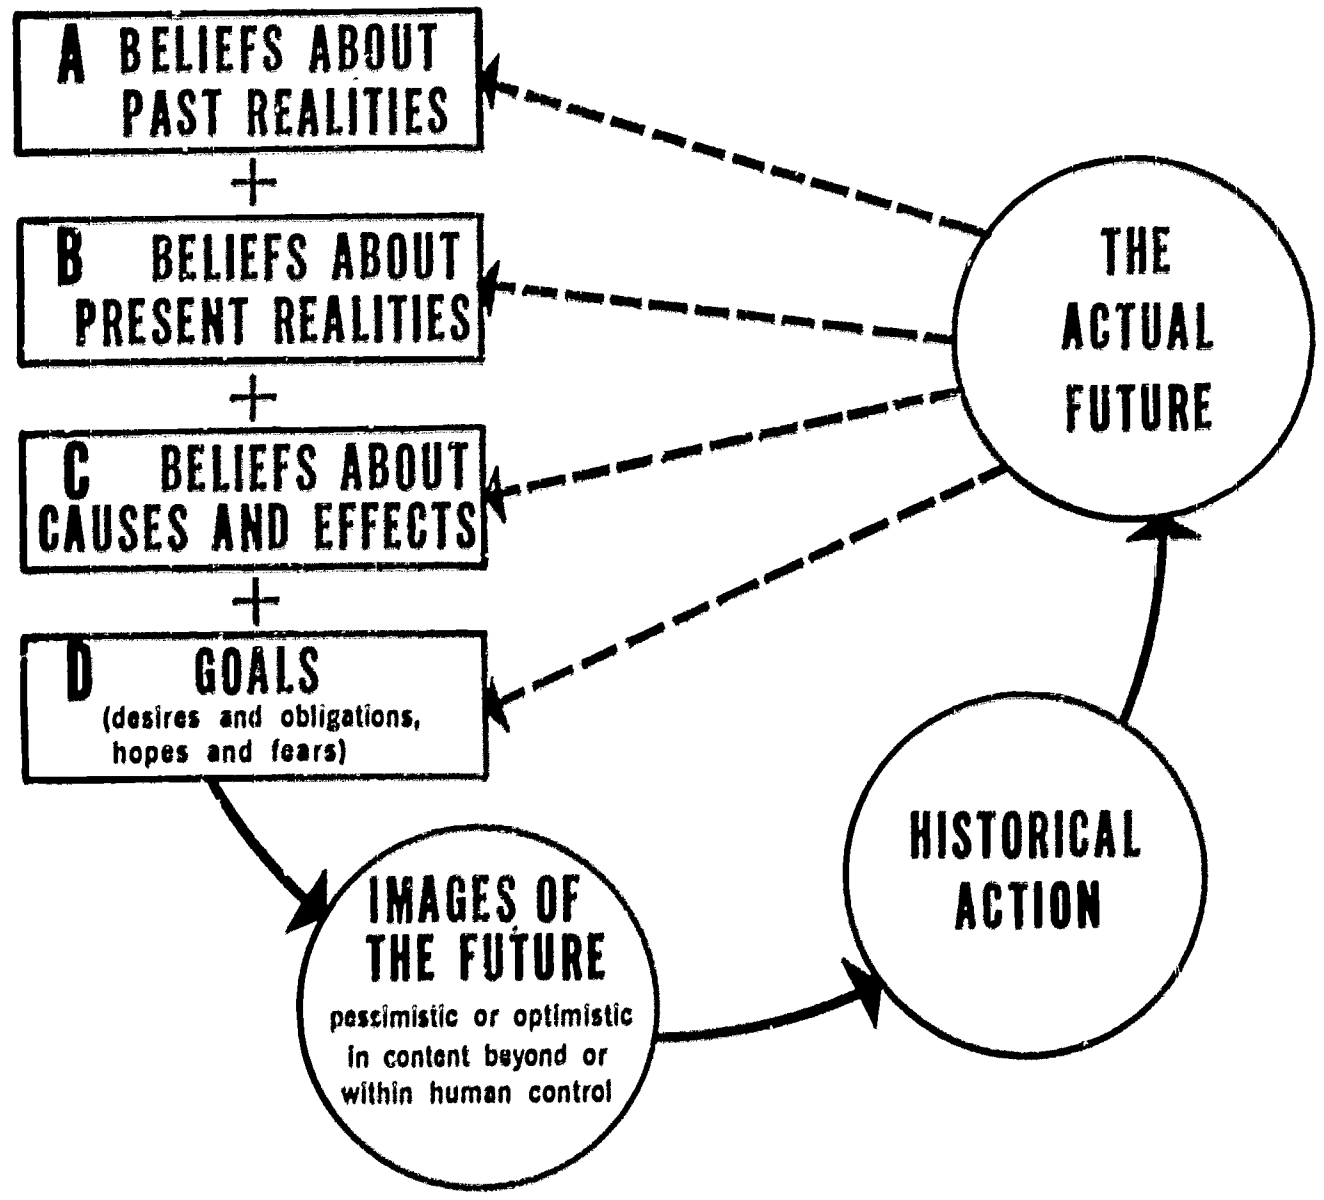 A BELIEFS ABOUT
PAST REALITIES
+
B BELIEFS ABOUT
PRESENT REALITIES
+
C BELIEFS ABOUT
CAUSES AND EFFECTS
+
D GOALS
(desires and obligations,
hopes and fears)
IMAGES OF
THE FUTURE
pessimistic or optimistic
in content beyond or
within human control
HISTORICAL
ACTION
THE
ACTUAL
FUTURE